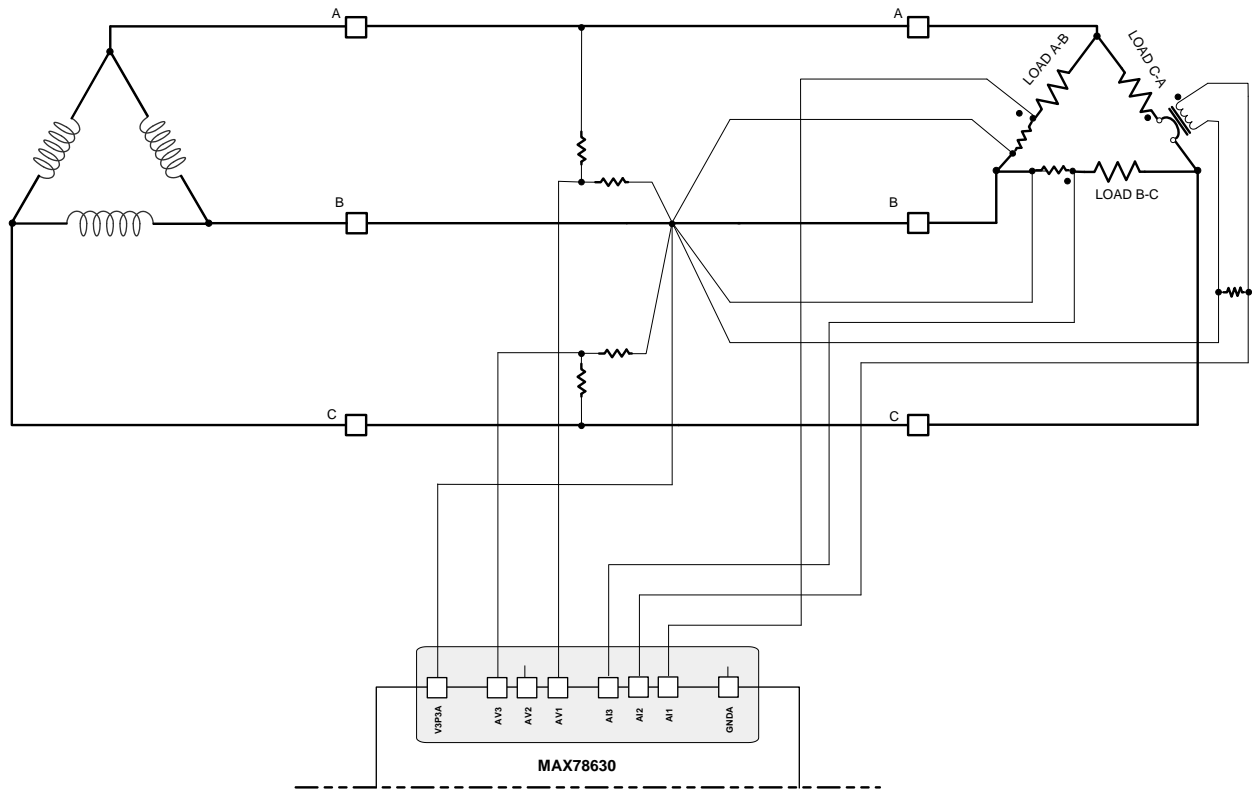 A
A
LOAD A-B
LOAD C-A
B
B
LOAD B-C
C
C
V3P3A
AV3
AV2
AV1
AI3
AI2
AI1
GNDA
MAX78630